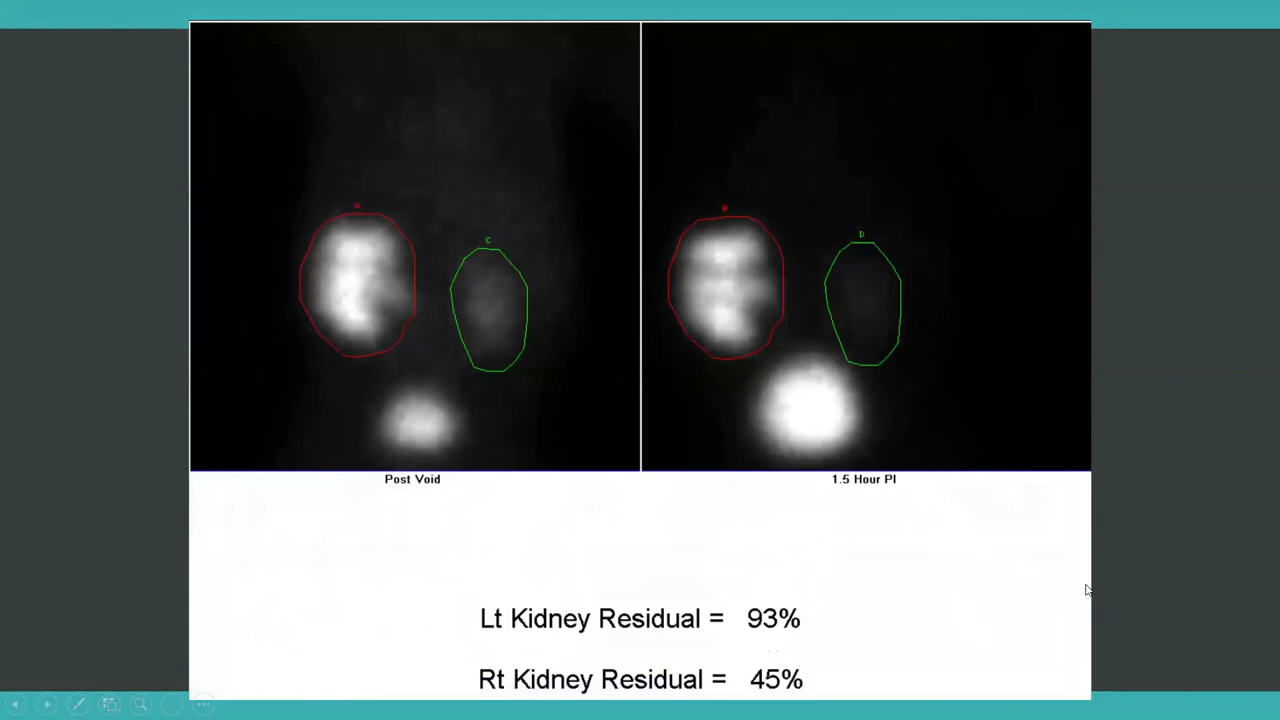 A
C
B
D
Post Void
1.5 Hour PI
Lt Kidney Residual = 93%
Rt Kidney Residual = 45%